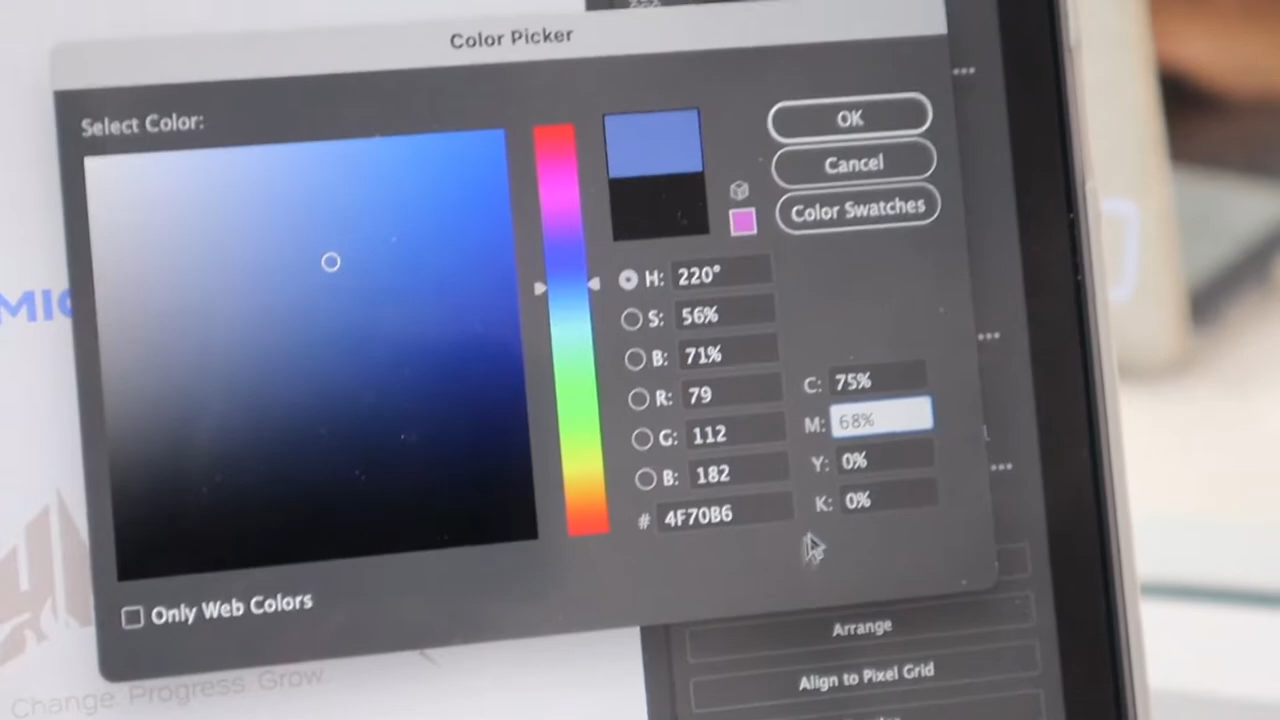 Color Picker
Select Color:
OK
Cancel
Color Swatches
H: 220°
S: 56%
B: 71%
R: 79
G: 112
B: 182
# 4F70B6
C: 75%
M: 68%
Y: 0%
K: 0%
Only Web Colors
Arrange
Align to Pixel Grid
Change. Progress. Grow.